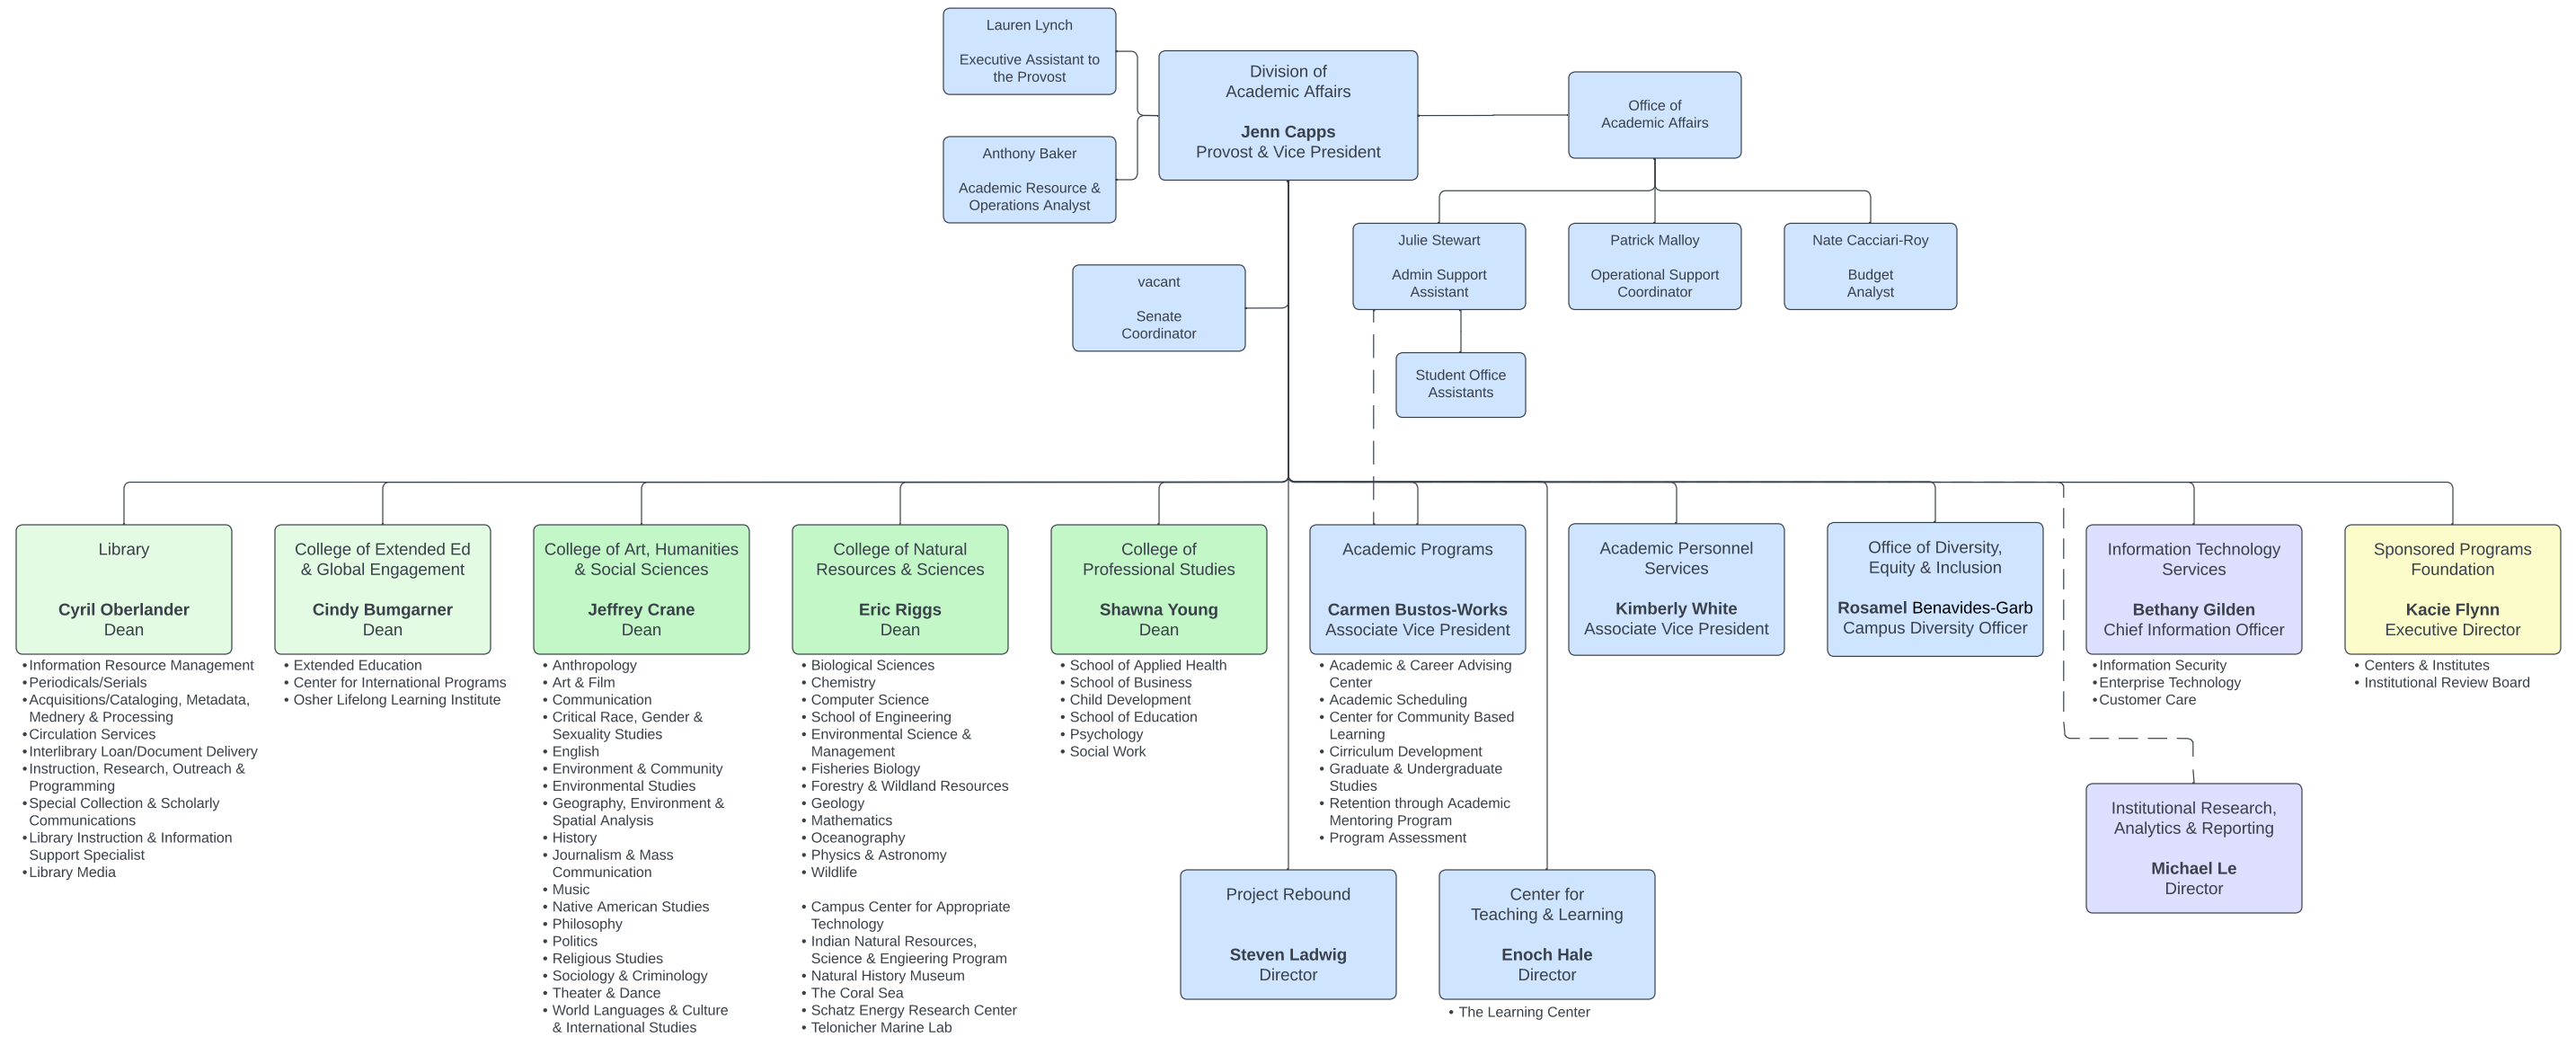 Lauren Lynch
Executive Assistant to
the Provost
Division of
Academic Affairs
Jenn Capps
Provost & Vice President
Office of
Academic Affairs
Anthony Baker
Academic Resource &
Operations Analyst
Julie Stewart
Admin Support
Assistant
Patrick Malloy
Operational Support
Coordinator
Nate Cacciari-Roy
Budget
Analyst
vacant
Senate
Coordinator
Student Office
Assistants
Library
Cyril Oberlander
Dean
•Information Resource Management
•Periodicals/Serials
•Acquisitions/Cataloging, Metadata,
Mednery & Processing
•Circulation Services
•Interlibrary Loan/Document Delivery
•Instruction, Research, Outreach &
Programming
•Special Collection & Scholarly
Communications
•Library Instruction & Information
Support Specialist
•Library Media
College of Extended Ed
& Global Engagement
Cindy Bumgarner
Dean
• Extended Education
• Center for International Programs
• Osher Lifelong Learning Institute
College of Art, Humanities
& Social Sciences
Jeffrey Crane
Dean
• Anthropology
• Art & Film
• Communication
• Critical Race, Gender &
Sexuality Studies
• English
• Environment & Community
• Environmental Studies
• Geography, Environment &
Spatial Analysis
• History
• Journalism & Mass
Communication
• Music
• Native American Studies
• Philosophy
• Politics
• Religious Studies
• Sociology & Criminology
• Theater & Dance
• World Languages & Culture
& International Studies
College of Natural
Resources & Sciences
Eric Riggs
Dean
• Biological Sciences
• Chemistry
• Computer Science
• School of Engineering
• Environmental Science &
Management
• Fisheries Biology
• Forestry & Wildland Resources
• Geology
• Mathematics
• Oceanography
• Physics & Astronomy
• Wildlife
• Campus Center for Appropriate
Technology
• Indian Natural Resources,
Science & Engieering Program
• Natural History Museum
• The Coral Sea
• Schatz Energy Research Center
• Telonicher Marine Lab
College of
Professional Studies
Shawna Young
Dean
• School of Applied Health
• School of Business
• Child Development
• School of Education
• Psychology
• Social Work
Project Rebound
Steven Ladwig
Director
Academic Programs
Carmen Bustos-Works
Associate Vice President
• Academic & Career Advising
Center
• Academic Scheduling
• Center for Community Based
Learning
• Cirriculum Development
• Graduate & Undergraduate
Studies
• Retention through Academic
Mentoring Program
• Program Assessment
Center for
Teaching & Learning
Enoch Hale
Director
• The Learning Center
Academic Personnel
Services
Kimberly White
Associate Vice President
Office of Diversity,
Equity & Inclusion
Rosamel Benavides-Garb
Campus Diversity Officer
Information Technology
Services
Bethany Gilden
Chief Information Officer
•Information Security
•Enterprise Technology
•Customer Care
Institutional Research,
Analytics & Reporting
Michael Le
Director
Sponsored Programs
Foundation
Kacie Flynn
Executive Director
• Centers & Institutes
• Institutional Review Board